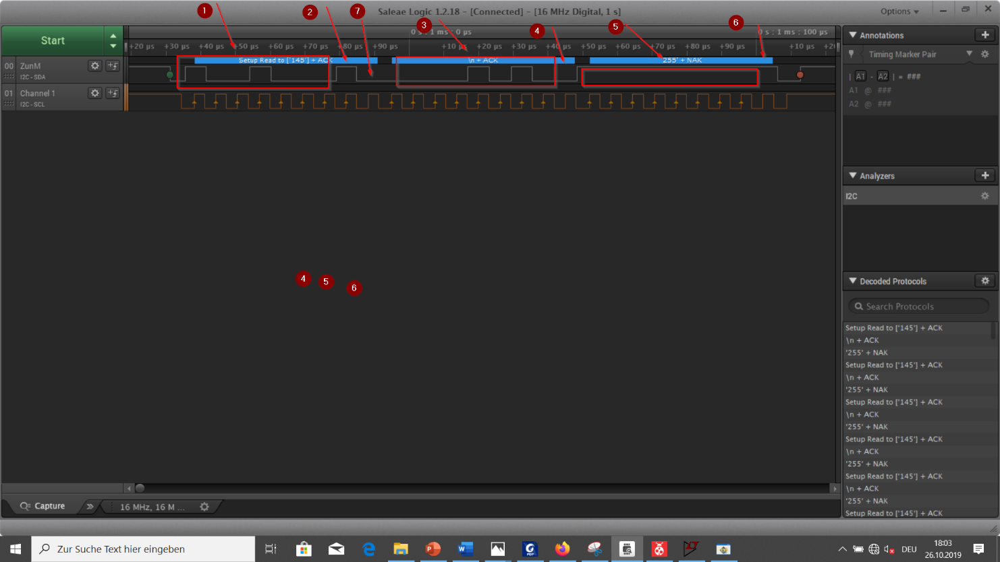 1
2
7
Saleae Logic 1.2.18 - [Connected] - [16 MHz Digital, 1 s]
Options
3
4
5
6
Start
0 s : 1 ms : 0 µs
0 s : 1 ms : 100 µs
+20 µs +30 µs +40 µs +50 µs +60 µs +70 µs +80 µs +90 µs +10 µs +20 µs +30 µs +40 µs +50 µs +60 µs +70 µs +80 µs +90 µs +10 µs
00 ZunM
I2C - SDA
Setup Read to ['145'] + ACK
\n + ACK
'255' + NAK
01 Channel 1
I2C - SCL
4
5
6
Annotations
Timing Marker Pair
| A1 - A2 | = ###
A1 @ ###
A2 @ ###
Analyzers
I2C
Decoded Protocols
Search Protocols
Setup Read to ['145'] + ACK
\n + ACK
'255' + NAK
Setup Read to ['145'] + ACK
\n + ACK
'255' + NAK
Setup Read to ['145'] + ACK
\n + ACK
'255' + NAK
Setup Read to ['145'] + ACK
\n + ACK
'255' + NAK
Setup Read to ['145'] + ACK
\n + ACK
'255' + NAK
Setup Read to ['145'] + ACK
Capture
16 MHz, 16 M ...
Zur Suche Text hier eingeben
DEU
18:03
26.10.2019